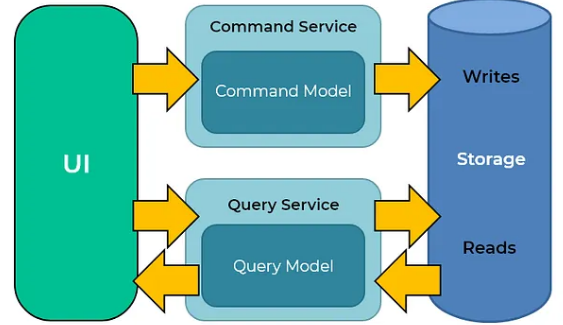 UI
Command Service
Command Model
Query Service
Query Model
Writes
Storage
Reads